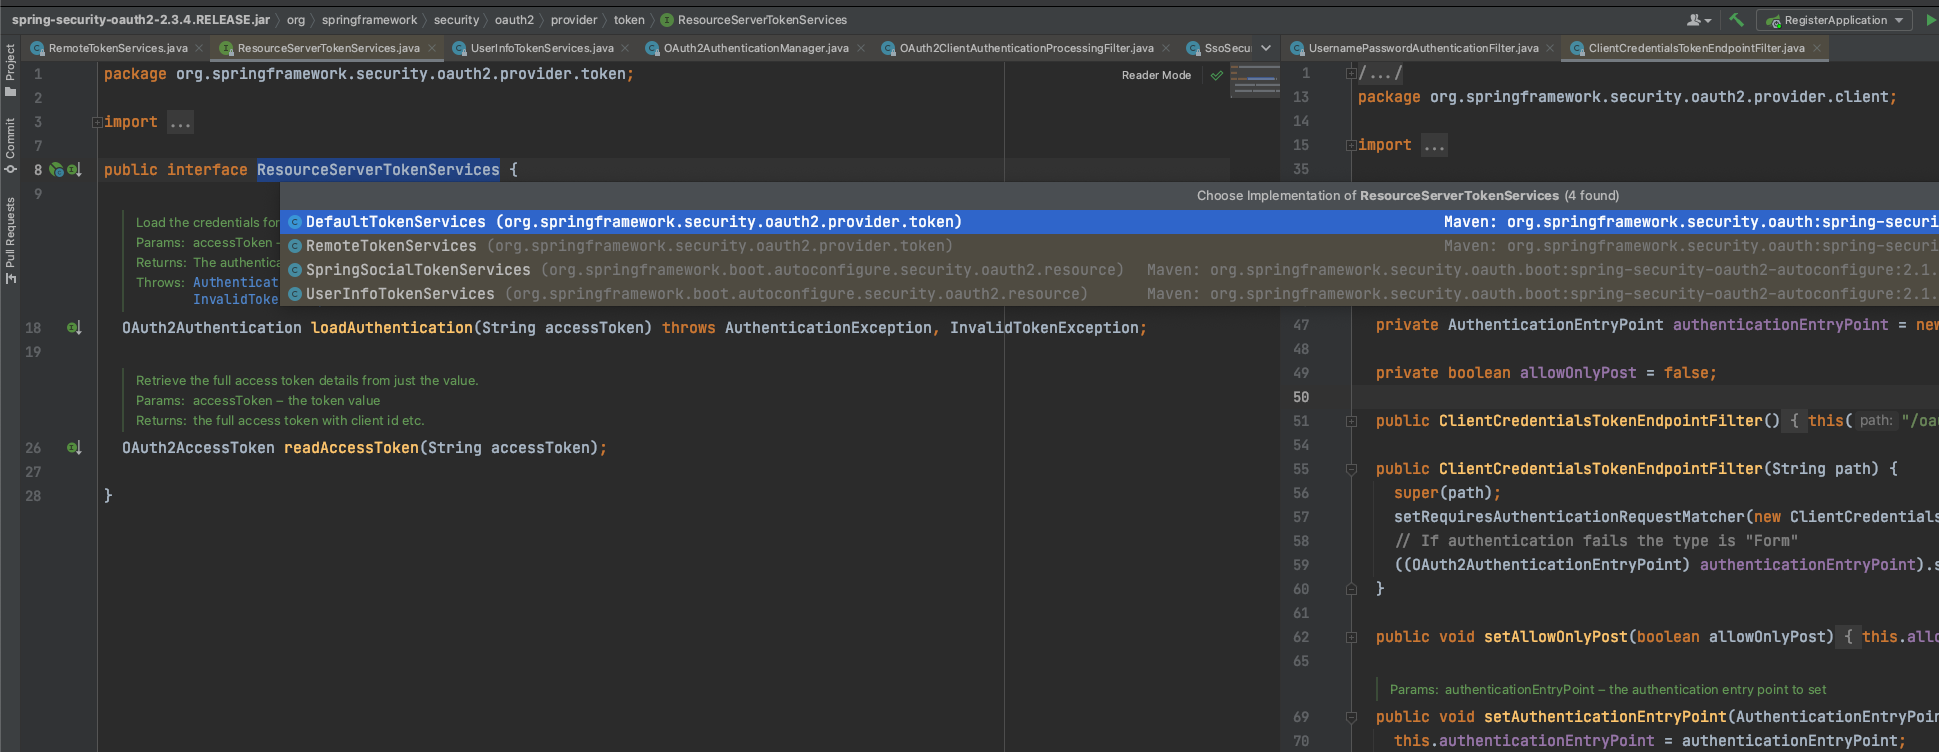 spring-security-oauth2-2.3.4.RELEASE.jar 〉 org 〉 springframework 〉 security 〉 oauth2 〉 provider 〉 token 〉 ResourceServerTokenServices
RegisterApplication
RemoteTokenServices.java
ResourceServerTokenServices.java
UserInfoTokenServices.java
OAuth2AuthenticationManager.java
OAuth2ClientAuthenticationProcessingFilter.java
SsoSecu
UsernamePasswordAuthenticationFilter.java
ClientCredentialsTokenEndpointFilter.java
Project
Commit
Pull Requests
Reader Mode
1 package org.springframework.security.oauth2.provider.token;
2
3 import ...
7
8 public interface ResourceServerTokenServices {
9
Load the credentials for
Params: accessToken –
Returns: The authentica
Throws: Authenticat
InvalidToke
18 OAuth2Authentication loadAuthentication(String accessToken) throws AuthenticationException, InvalidTokenException;
19
Retrieve the full access token details from just the value.
Params: accessToken – the token value
Returns: the full access token with client id etc.
26 OAuth2AccessToken readAccessToken(String accessToken);
27
28 }
Choose Implementation of ResourceServerTokenServices (4 found)
DefaultTokenServices (org.springframework.security.oauth2.provider.token) Maven: org.springframework.security.oauth:spring-securi
RemoteTokenServices (org.springframework.security.oauth2.provider.token) Maven: org.springframework.security.oauth:spring-securi
SpringSocialTokenServices (org.springframework.boot.autoconfigure.security.oauth2.resource) Maven: org.springframework.security.oauth.boot:spring-security-oauth2-autoconfigure:2.1.
UserInfoTokenServices (org.springframework.boot.autoconfigure.security.oauth2.resource) Maven: org.springframework.security.oauth.boot:spring-security-oauth2-autoconfigure:2.1.
1 /.../
13 package org.springframework.security.oauth2.provider.client;
14
15 import ...
35
47 private AuthenticationEntryPoint authenticationEntryPoint = new
48
49 private boolean allowOnlyPost = false;
50
51 public ClientCredentialsTokenEndpointFilter() { this( path: "/oau
54
55 public ClientCredentialsTokenEndpointFilter(String path) {
56 super(path);
57 setRequiresAuthenticationRequestMatcher(new ClientCredentials
58 // If authentication fails the type is "Form"
59 ((OAuth2AuthenticationEntryPoint) authenticationEntryPoint).s
60 }
61
62 public void setAllowOnlyPost(boolean allowOnlyPost) { this.allo
65
Params: authenticationEntryPoint – the authentication entry point to set
69 public void setAuthenticationEntryPoint(AuthenticationEntryPoin
70 this.authenticationEntryPoint = authenticationEntryPoint;